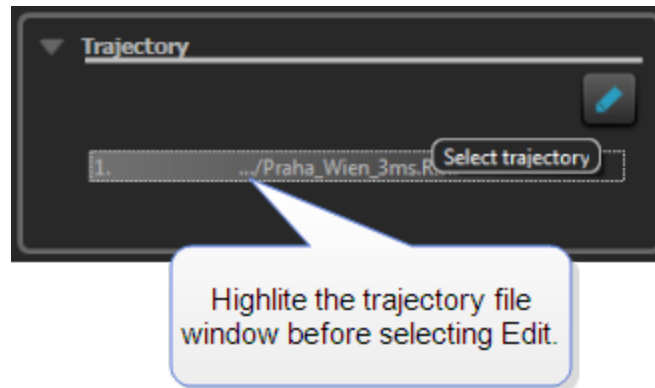 Trajectory
1. .../Praha_Wien_3ms.R
Select trajectory
Highlite the trajectory file
window before selecting Edit.